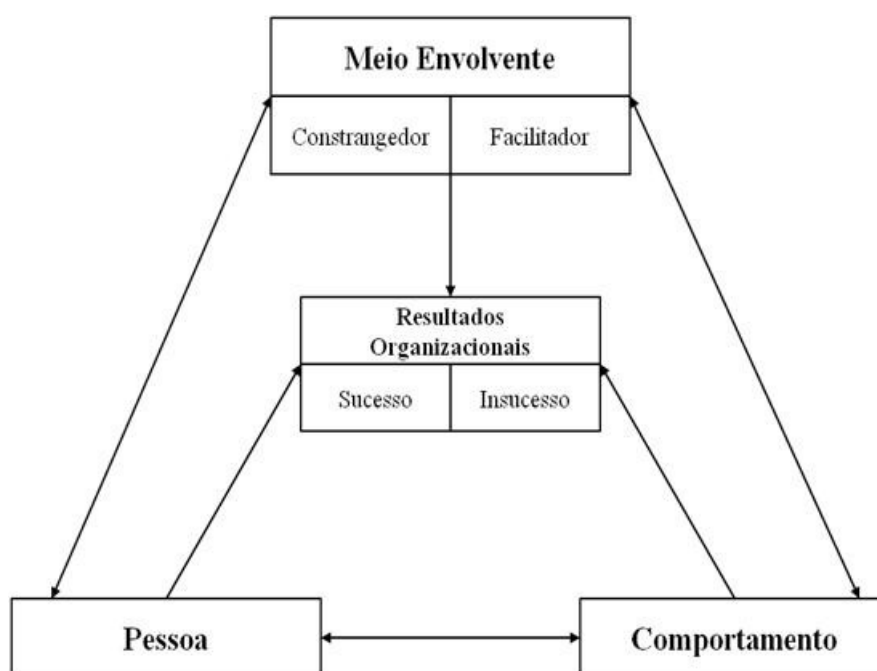 Meio Envolvente
Constrangedor
Facilitador
Resultados
Organizacionais
Sucesso
Insucesso
Pessoa
Comportamento